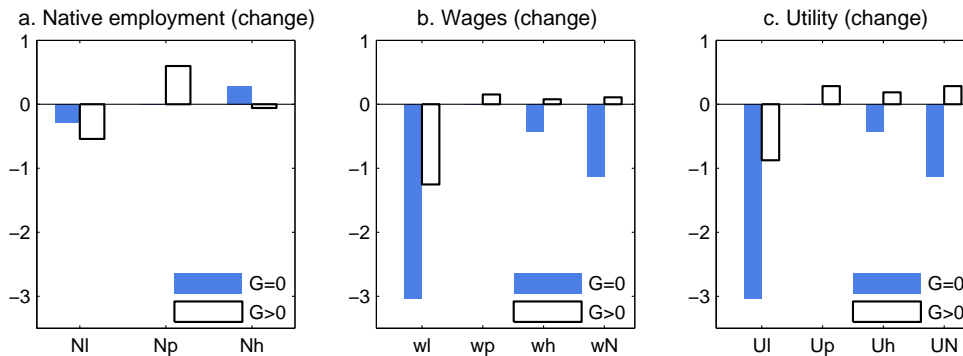 a. Native employment (change)
1
0
−1
−2
−3
G=0
G>0
Nl Np Nh
b. Wages (change)
1
0
−1
−2
−3
G=0
G>0
wl wp wh wN
c. Utility (change)
1
0
−1
−2
−3
G=0
G>0
Ul Up Uh UN